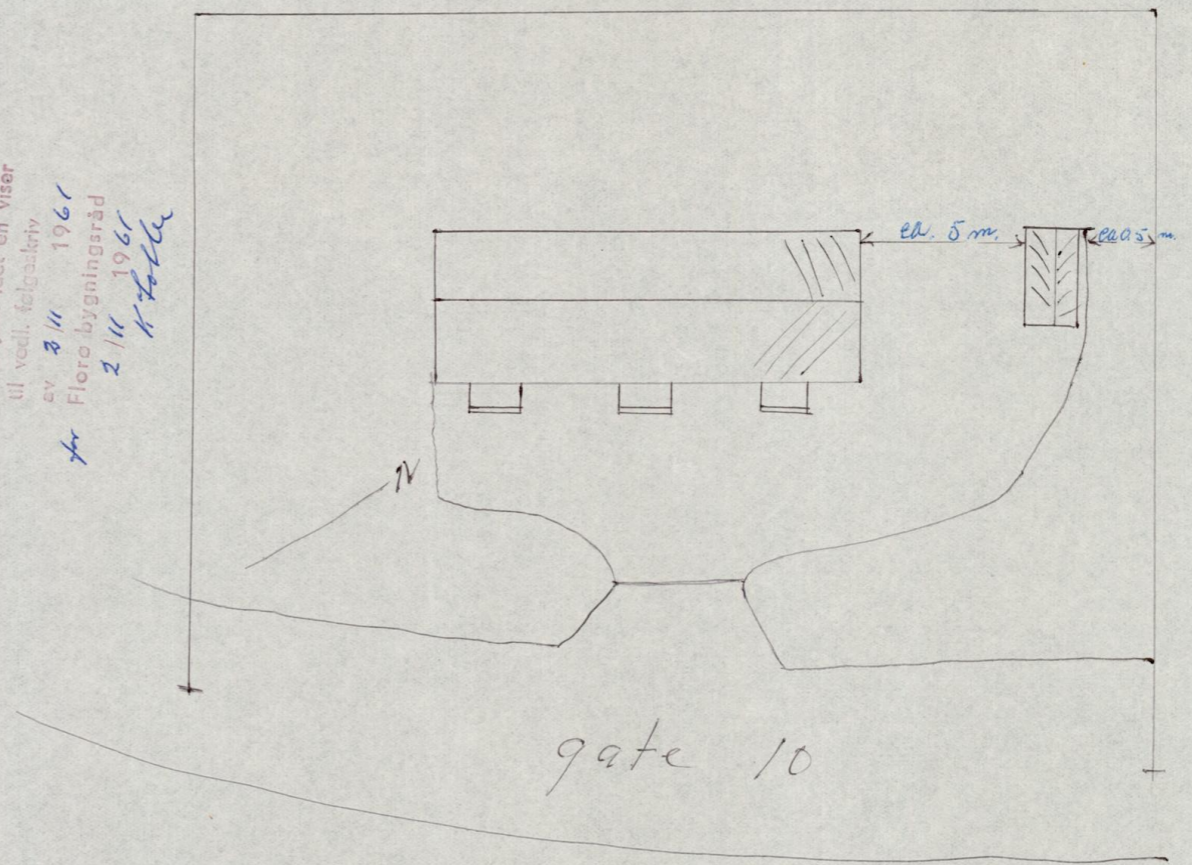 til vedl. følgeskriv
av 2/11 1961
Florø bygningsråd
2/11 1961
for
ca. 5 m.
ca 0.5 m.
N
gate 10